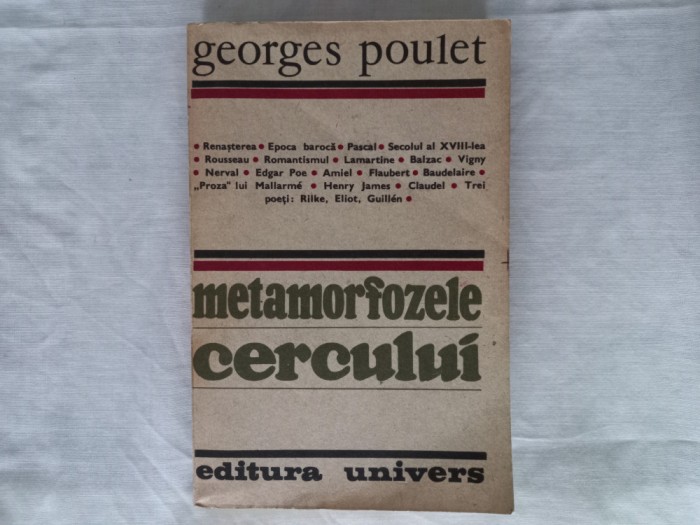 georges poulet
• Renașterea • Epoca barocă • Pascal • Secolul al XVIII-lea
• Rousseau • Romantismul • Lamartine • Balzac • Vigny
• Nerval • Edgar Poe • Amiel • Flaubert • Baudelaire •
„Proza" lui Mallarmé • Henry James • Claudel • Trei
poeți: Rilke, Eliot, Guillén •
metamorfozele
cercului
editura univers